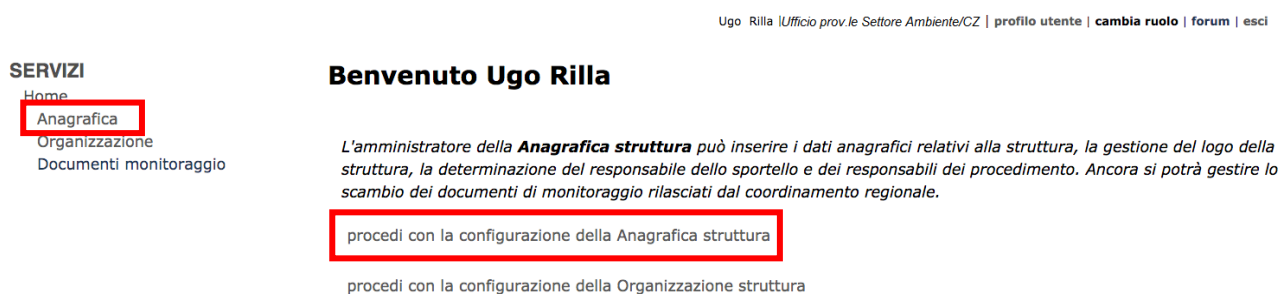 Ugo Rilla |Ufficio prov.le Settore Ambiente/CZ | profilo utente | cambia ruolo | forum | esci
SERVIZI
Home
Anagrafica
Organizzazione
Documenti monitoraggio
Benvenuto Ugo Rilla
L'amministratore della Anagrafica struttura può inserire i dati anagrafici relativi alla struttura, la gestione del logo della
struttura, la determinazione del responsabile dello sportello e dei responsabili dei procedimento. Ancora si potrà gestire lo
scambio dei documenti di monitoraggio rilasciati dal coordinamento regionale.
procedi con la configurazione della Anagrafica struttura
procedi con la configurazione della Organizzazione struttura